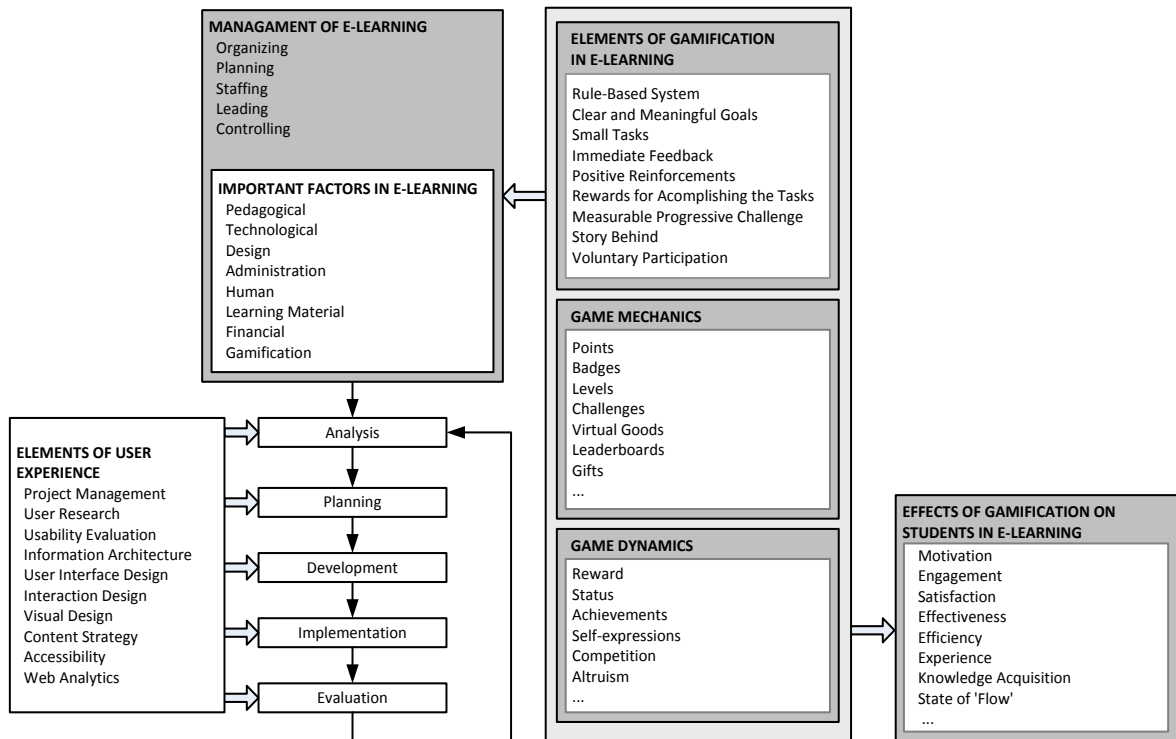 MANAGAMENT OF E-LEARNING
Organizing
Planning
Staffing
Leading
Controlling
IMPORTANT FACTORS IN E-LEARNING
Pedagogical
Technological
Design
Administration
Human
Learning Material
Financial
Gamification
ELEMENTS OF USER
EXPERIENCE
Project Management
User Research
Usability Evaluation
Information Architecture
User Interface Design
Interaction Design
Visual Design
Content Strategy
Accessibility
Web Analytics
Analysis
Planning
Development
Implementation
Evaluation
ELEMENTS OF GAMIFICATION
IN E-LEARNING
Rule-Based System
Clear and Meaningful Goals
Small Tasks
Immediate Feedback
Positive Reinforcements
Rewards for Acomplishing the Tasks
Measurable Progressive Challenge
Story Behind
Voluntary Participation
GAME MECHANICS
Points
Badges
Levels
Challenges
Virtual Goods
Leaderboards
Gifts
...
GAME DYNAMICS
Reward
Status
Achievements
Self-expressions
Competition
Altruism
...
EFFECTS OF GAMIFICATION ON
STUDENTS IN E-LEARNING
Motivation
Engagement
Satisfaction
Effectiveness
Efficiency
Experience
Knowledge Acquisition
State of 'Flow'
...